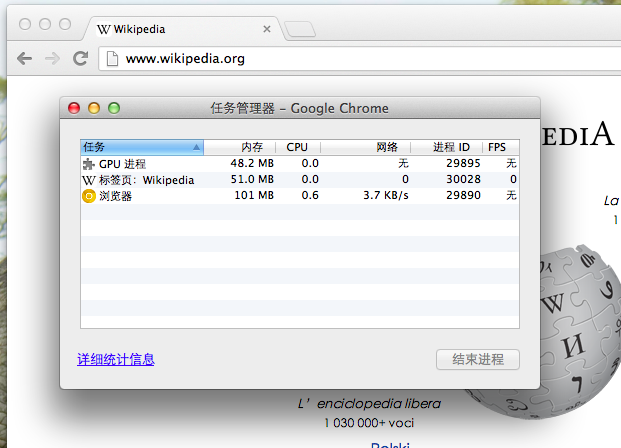 Wikipedia
www.wikipedia.org
任务管理器 – Google Chrome
任务 内存 CPU 网络 进程 ID FPS
GPU 进程 48.2 MB 0.0 无 29895 无
标签页：Wikipedia 51.0 MB 0.0 0 30028 0
浏览器 101 MB 0.6 3.7 KB/s 29890 无
EDIA
La
1
W
И
详细统计信息 结束进程
L' enciclopedia libera
1 030 000+ voci
Polski